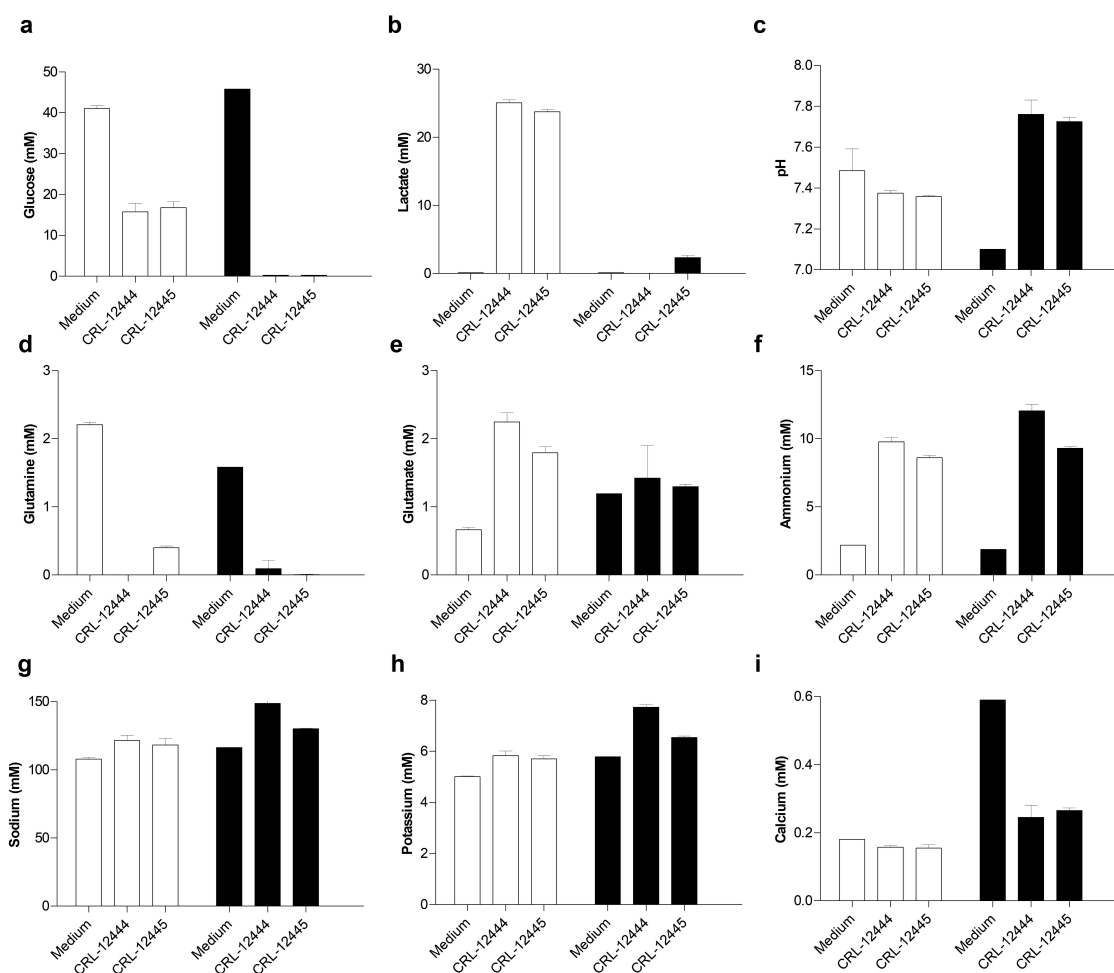 a
b
c
Glucose (mM)
50
40
30
20
10
0
Medium
CRL-12444
CRL-12445
Medium
CRL-12444
CRL-12445
Lactate (mM)
30
20
10
0
Medium
CRL-12444
CRL-12445
Medium
CRL-12444
CRL-12445
pH
8.0
7.8
7.6
7.4
7.2
7.0
Medium
CRL-12444
CRL-12445
Medium
CRL-12444
CRL-12445
d
e
f
Glutamine (mM)
3
2
1
0
Medium
CRL-12444
CRL-12445
Medium
CRL-12444
CRL-12445
Glutamate (mM)
3
2
1
0
Medium
CRL-12444
CRL-12445
Medium
CRL-12444
CRL-12445
Ammonium (mM)
15
10
5
0
Medium
CRL-12444
CRL-12445
Medium
CRL-12444
CRL-12445
g
h
i
Sodium (mM)
150
100
50
0
Medium
CRL-12444
CRL-12445
Medium
CRL-12444
CRL-12445
Potassium (mM)
8
6
4
2
0
Medium
CRL-12444
CRL-12445
Medium
CRL-12444
CRL-12445
Calcium (mM)
0.6
0.4
0.2
0.0
Medium
CRL-12444
CRL-12445
Medium
CRL-12444
CRL-12445